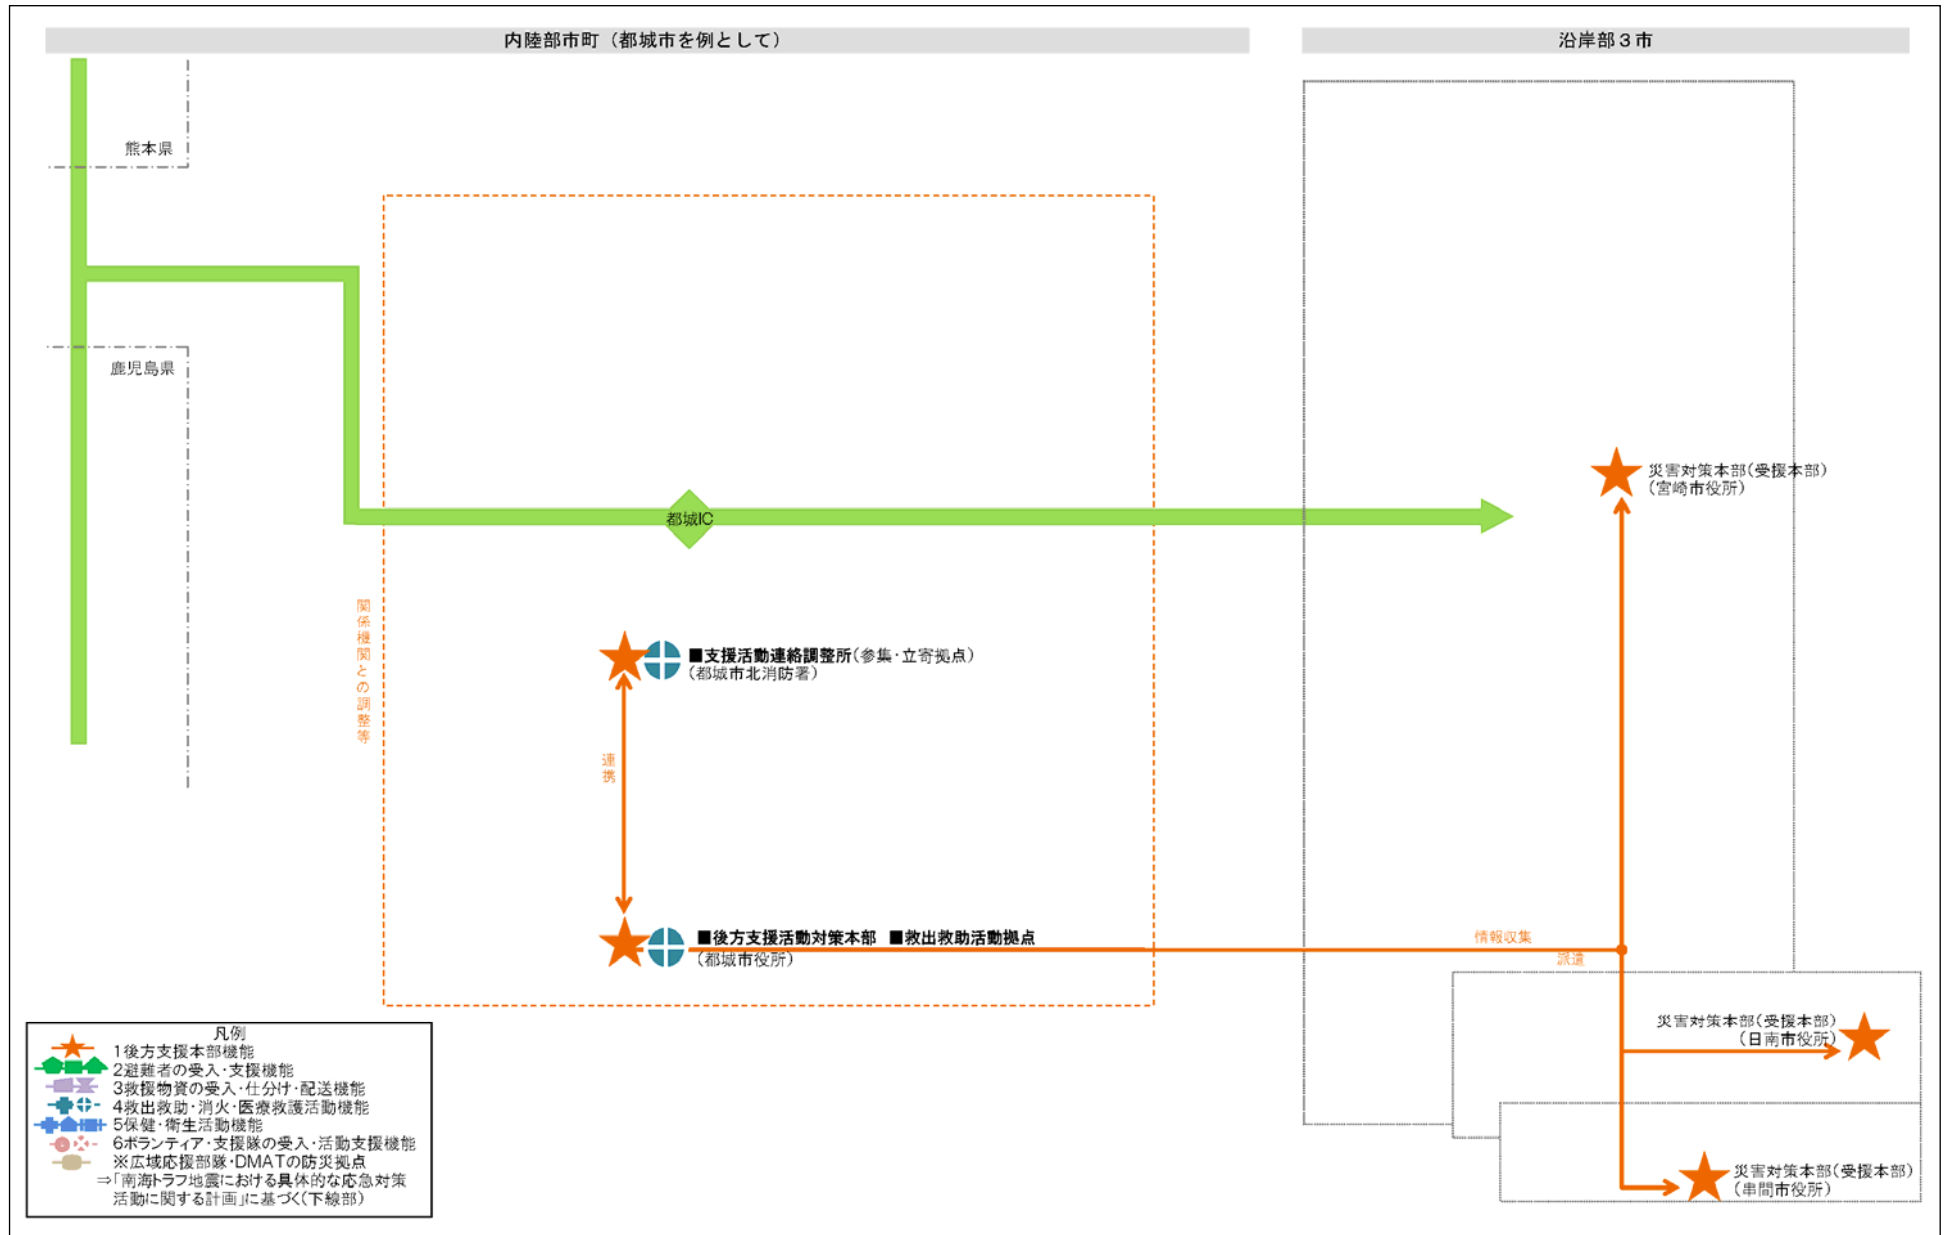 内陸部市町（都城市を例として）
沿岸部３市
熊本県
鹿児島県
都城IC
災害対策本部（受援本部）
（宮崎市役所）
関係機関との調整等
■支援活動連絡調整所（参集・立寄拠点）
（都城市北消防署）
連携
■後方支援活動対策本部　■救出救助活動拠点
（都城市役所）
情報収集
派遣
災害対策本部（受援本部）
（日南市役所）
災害対策本部（受援本部）
（串間市役所）
凡例
1後方支援本部機能
2避難者の受入・支援機能
3救援物資の受入・仕分け・配送機能
4救出救助・消火・医療救護活動機能
5保健・衛生活動機能
6ボランティア・支援隊の受入・活動支援機能
※広域応援部隊・DMATの防災拠点
⇒「南海トラフ地震における具体的な応急対策
活動に関する計画」に基づく（下線部）